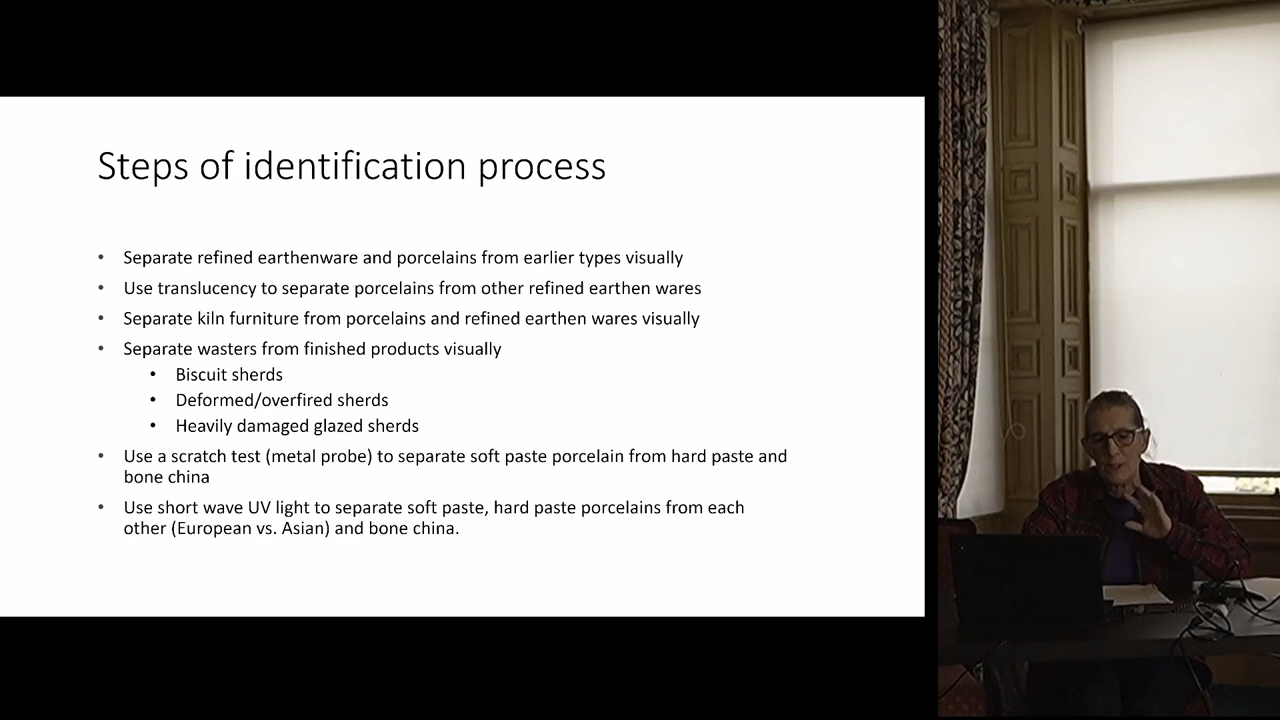 Steps of identification process
• Separate refined earthenware and porcelains from earlier types visually
• Use translucency to separate porcelains from other refined earthen wares
• Separate kiln furniture from porcelains and refined earthen wares visually
• Separate wasters from finished products visually
• Biscuit sherds
• Deformed/overfired sherds
• Heavily damaged glazed sherds
• Use a scratch test (metal probe) to separate soft paste porcelain from hard paste and
bone china
• Use short wave UV light to separate soft paste, hard paste porcelains from each
other (European vs. Asian) and bone china.